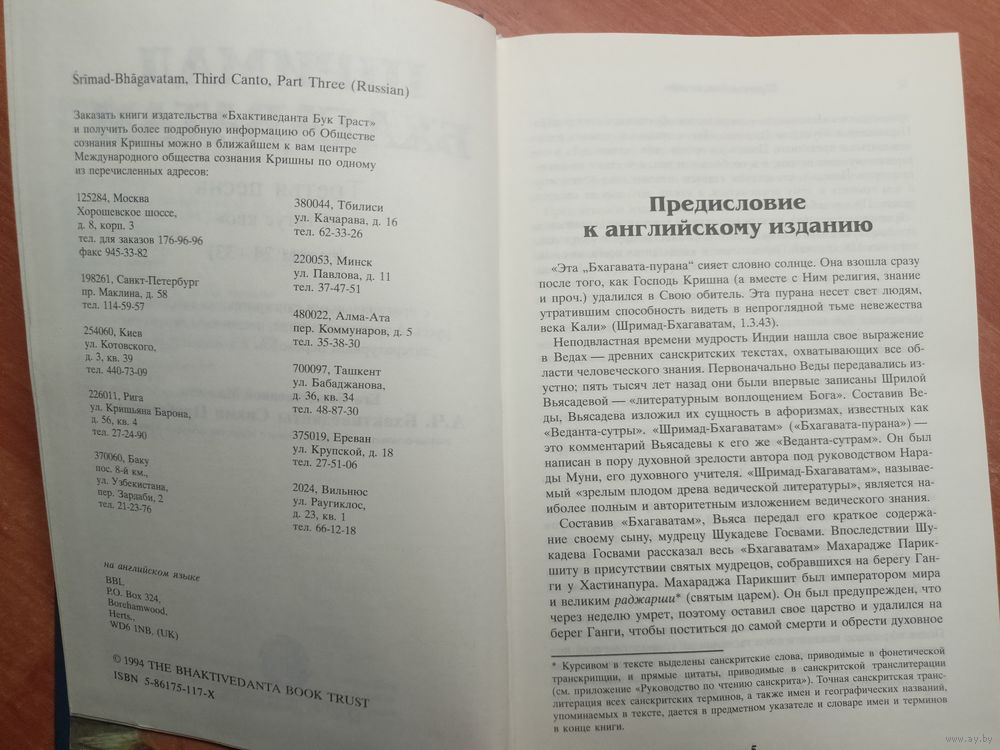 Śrīmad-Bhāgavatam, Third Canto, Part Three (Russian)
Заказать книги издательства «Бхактиведанта Бук Траст»
и получить более подробную информацию об Обществе
сознания Кришны можно в ближайшем к вам центре
Международного общества сознания Кришны по одному
из перечисленных адресов:
125284, Москва
Хорошевское шоссе,
д. 8, корп. 3
тел. для заказов 176-96-96
факс 945-33-82
198261, Санкт-Петербург
пр. Маклина, д. 58
тел. 114-59-57
254060, Киев
ул. Котовского,
д. 3, кв. 39
тел. 440-73-09
226011, Рига
ул. Кришьяна Барона,
д. 56, кв. 4
тел. 27-24-90
370060, Баку
пос. 8-й км.,
ул. Узбекистана,
пер. Зардаби, 2
тел. 21-23-76
380044, Тбилиси
ул. Качарава, д. 16
тел. 62-33-26
220053, Минск
ул. Павлова, д. 11
тел. 37-47-51
480022, Алма-Ата
пер. Коммунаров, д. 5
тел. 35-38-30
700097, Ташкент
ул. Бабаджанова,
д. 36, кв. 34
тел. 48-87-30
375019, Ереван
ул. Крупской, д. 18
тел. 27-51-06
2024, Вильнюс
ул. Раугиклос,
д. 23, кв. 1
тел. 66-12-18
на английском языке
BBL,
P.O. Box 324,
Borehamwood,
Herts.,
WD6 1NB, (UK)
© 1994 THE BHAKTIVEDANTA BOOK TRUST
ISBN 5-86175-117-X
Предисловие
к английскому изданию
«Эта „Бхагавата-пурана“ сияет словно солнце. Она взошла сразу
после того, как Господь Кришна (а вместе с Ним религия, знание
и проч.) удалился в Свою обитель. Эта пурана несет свет людям,
утратившим способность видеть в непроглядной тьме невежества
века Кали» (Шримад-Бхагаватам, 1.3.43).
Неподвластная времени мудрость Индии нашла свое выражение
в Ведах — древних санскритских текстах, охватывающих все об-
ласти человеческого знания. Первоначально Веды передавались из-
устно; пять тысяч лет назад они были впервые записаны Шрилой
Вьясадевой — «литературным воплощением Бога». Составив Ве-
ды, Вьясадева изложил их сущность в афоризмах, известных как
«Веданта-сутры». «Шримад-Бхагаватам» («Бхагавата-пурана») —
это комментарий Вьясадевы к его же «Веданта-сутрам». Он был
написан в пору духовной зрелости автора под руководством Нара-
ды Муни, его духовного учителя. «Шримад-Бхагаватам», называе-
мый «зрелым плодом древа ведической литературы», является на-
иболее полным и авторитетным изложением ведического знания.
Составив «Бхагаватам», Вьяса передал его краткое содержа-
ние своему сыну, мудрецу Шукадеве Госвами. Впоследствии Шу-
кадева Госвами рассказал весь «Бхагаватам» Махарадже Парик-
шиту в присутствии святых мудрецов, собравшихся на берегу Ган-
ги у Хастинапура. Махараджа Парикшит был императором мира
и великим раджарши* (святым царем). Он был предупрежден, что
через неделю умрет, поэтому оставил свое царство и удалился на
берег Ганги, чтобы поститься до самой смерти и обрести духовное
* Курсивом в тексте выделены санскритские слова, приводимые в фонетической
транскрипции, и прямые цитаты, приводимые в санскритской транслитерации
(см. приложение «Руководство по чтению санскрита»). Точная санскритская транс-
литерация всех санскритских терминов, а также имен и географических названий,
упоминаемых в тексте, дается в предметном указателе и словаре имен и терминов
в конце книги.
5
www.ay.by